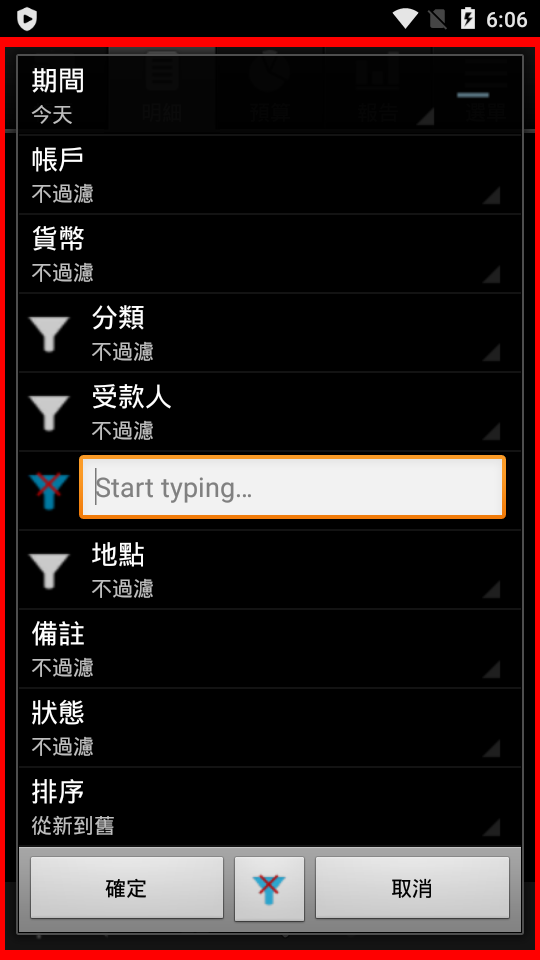 6:06
期間
今天
帳戶
不過濾
貨幣
不過濾
分類
不過濾
受款人
不過濾
Start typing...
地點
不過濾
備註
不過濾
狀態
不過濾
排序
從新到舊
確定
取消